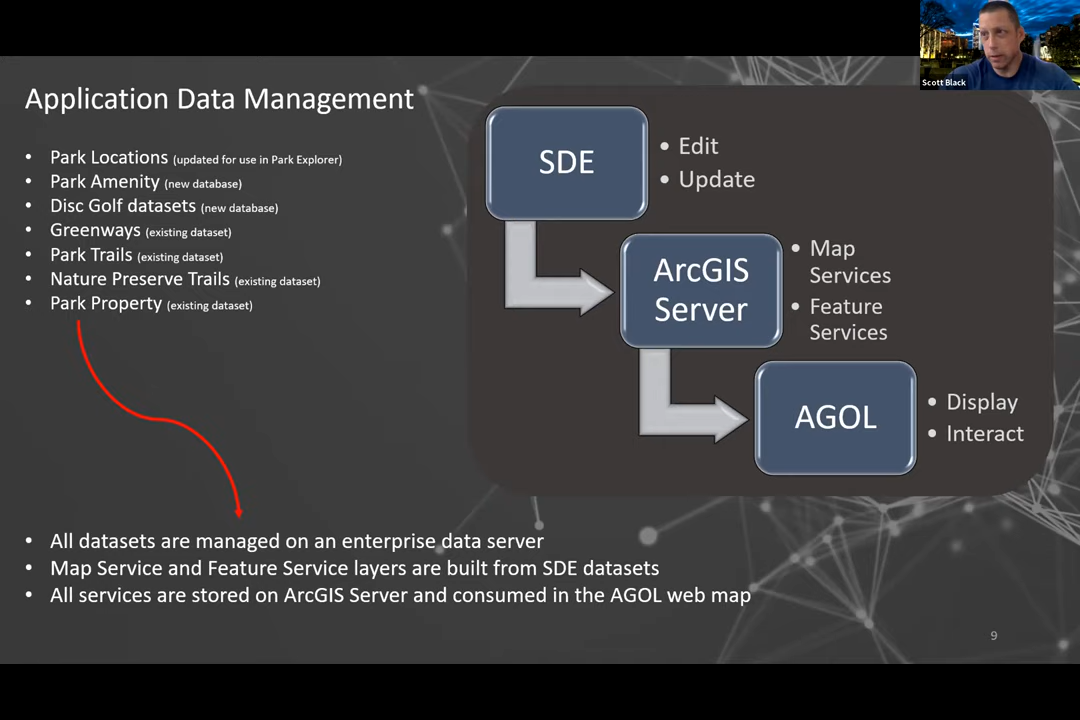 Scott Black
Application Data Management
• Park Locations (updated for use in Park Explorer)
• Park Amenity (new database)
• Disc Golf datasets (new database)
• Greenways (existing dataset)
• Park Trails (existing dataset)
• Nature Preserve Trails (existing dataset)
• Park Property (existing dataset)
SDE
• Edit
• Update
ArcGIS
Server
• Map
Services
• Feature
Services
AGOL
• Display
• Interact
• All datasets are managed on an enterprise data server
• Map Service and Feature Service layers are built from SDE datasets
• All services are stored on ArcGIS Server and consumed in the AGOL web map
9